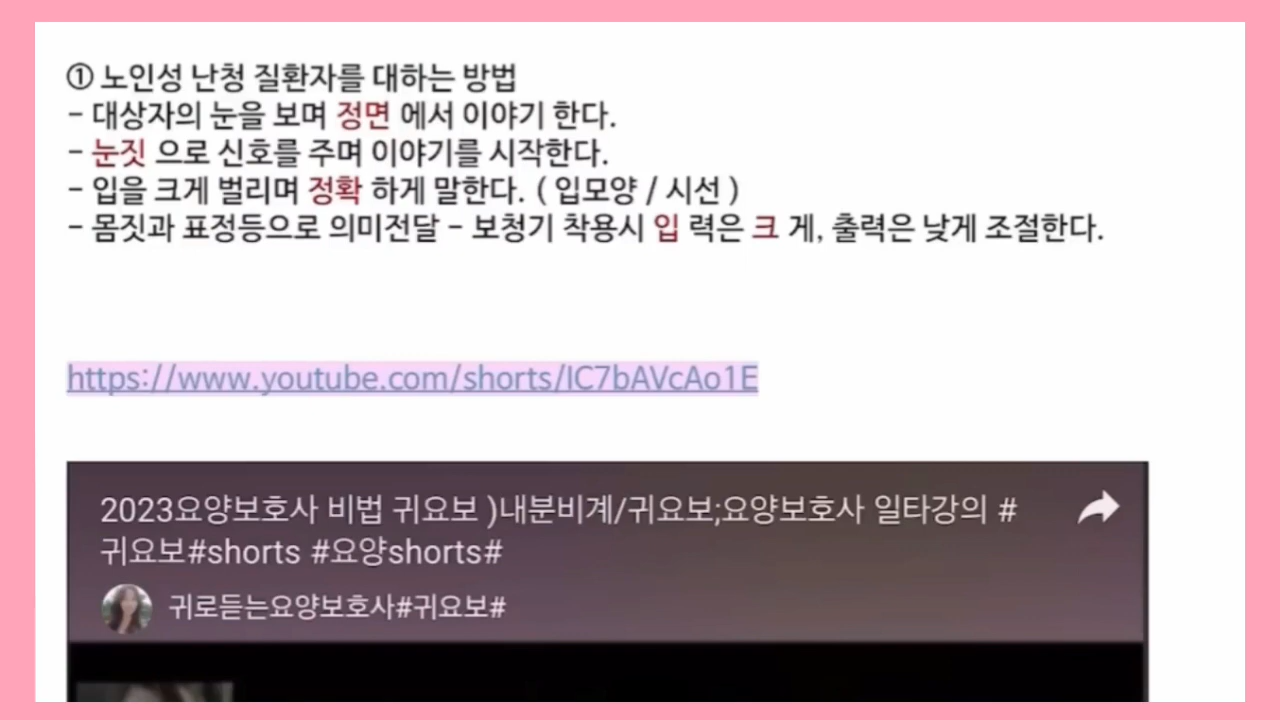 ① 노인성 난청 질환자를 대하는 방법
- 대상자의 눈을 보며 정면 에서 이야기 한다.
- 눈짓 으로 신호를 주며 이야기를 시작한다.
- 입을 크게 벌리며 정확 하게 말한다. ( 입모양 / 시선 )
- 몸짓과 표정등으로 의미전달 - 보청기 착용시 입 력은 크 게, 출력은 낮게 조절한다.
https://www.youtube.com/shorts/IC7bAVcAo1E
2023요양보호사 비법 귀요보 )내분비계/귀요보;요양보호사 일타강의 #
귀요보#shorts #요양shorts#
귀로듣는요양보호사#귀요보#